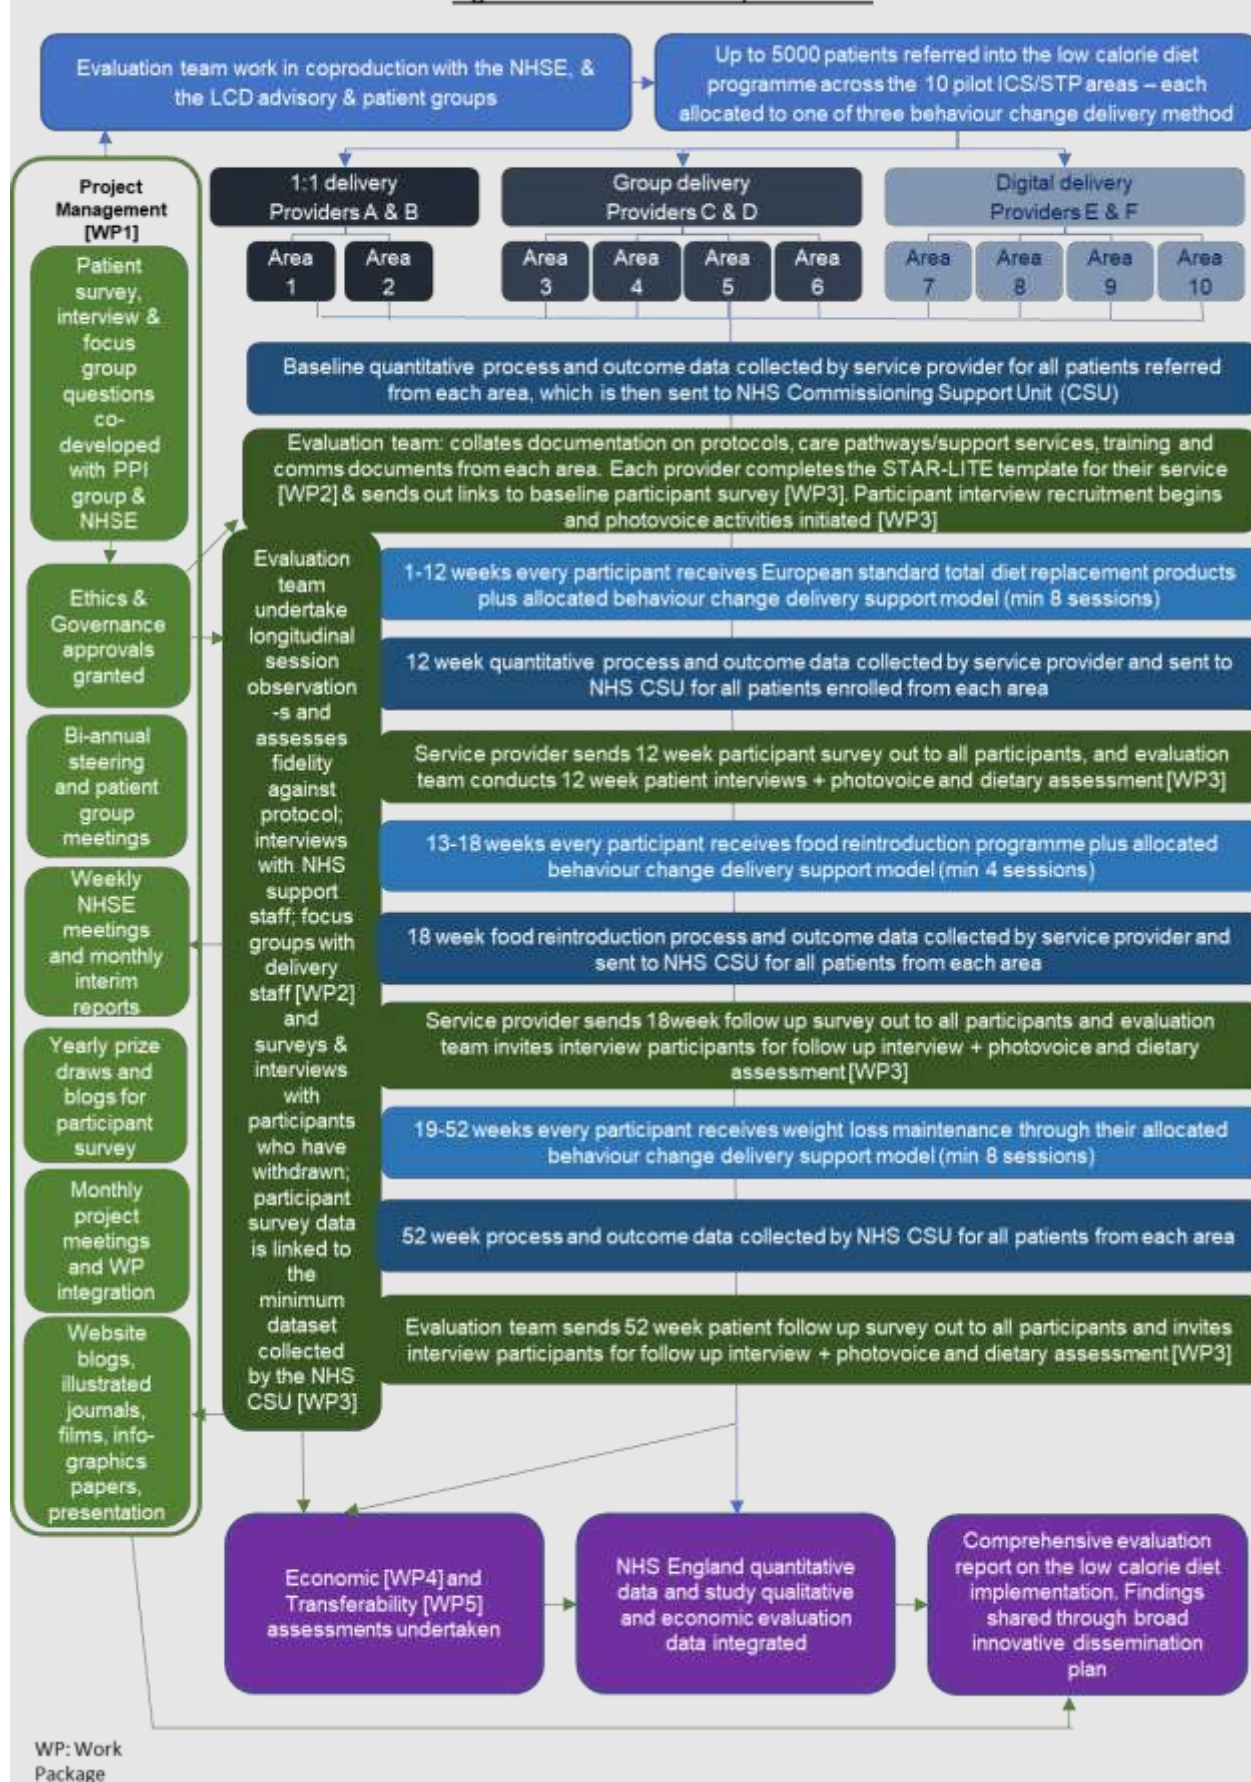 Evaluation team work in coproduction with the NHSE, &
the LCD advisory & patient groups
Up to 5000 patients referred into the low calorie diet
programme across the 10 pilot ICS/STP areas – each
allocated to one of three behaviour change delivery method
Project
Management
[WP1]
Patient
survey,
interview &
focus
group
questions
co-
developed
with PPI
group &
NHSE
Ethics &
Governance
approvals
granted
Bi-annual
steering
and patient
group
meetings
Weekly
NHSE
meetings
and monthly
interim
reports
Yearly prize
draws and
blogs for
participant
survey
Monthly
project
meetings
and WP
integration
Website
blogs,
illustrated
journals,
films, info-
graphics
papers,
presentation
1:1 delivery
Providers A & B
Group delivery
Providers C & D
Digital delivery
Providers E & F
Area
1
Area
2
Area
3
Area
4
Area
5
Area
6
Area
7
Area
8
Area
9
Area
10
Baseline quantitative process and outcome data collected by service provider for all patients referred
from each area, which is then sent to NHS Commissioning Support Unit (CSU)
Evaluation team: collates documentation on protocols, care pathways/support services, training and
comms documents from each area. Each provider completes the STAR-LITE template for their service
[WP2] & sends out links to baseline participant survey [WP3]. Participant interview recruitment begins
and photovoice activities initiated [WP3]
Evaluation
team
undertake
longitudinal
session
observation
-s and
assesses
fidelity
against
protocol;
interviews
with NHS
support
staff; focus
groups with
delivery
staff [WP2]
and
surveys &
interviews
with
participants
who have
withdrawn;
participant
survey data
is linked to
the
minimum
dataset
collected
by the NHS
CSU [WP3]
1-12 weeks every participant receives European standard total diet replacement products
plus allocated behaviour change delivery support model (min 8 sessions)
12 week quantitative process and outcome data collected by service provider and sent to
NHS CSU for all patients enrolled from each area
Service provider sends 12 week participant survey out to all participants, and evaluation
team conducts 12 week patient interviews + photovoice and dietary assessment [WP3]
13-18 weeks every participant receives food reintroduction programme plus allocated
behaviour change delivery support model (min 4 sessions)
18 week food reintroduction process and outcome data collected by service provider and
sent to NHS CSU for all patients from each area
Service provider sends 18week follow up survey out to all participants and evaluation
team invites interview participants for follow up interview + photovoice and dietary
assessment [WP3]
19-52 weeks every participant receives weight loss maintenance through their allocated
behaviour change delivery support model (min 8 sessions)
52 week process and outcome data collected by NHS CSU for all patients from each area
Evaluation team sends 52 week patient follow up survey out to all participants and invites
interview participants for follow up interview + photovoice and dietary assessment [WP3]
Economic [WP4] and
Transferability [WP5]
assessments undertaken
NHS England quantitative
data and study qualitative
and economic evaluation
data integrated
Comprehensive evaluation
report on the low calorie diet
implementation. Findings
shared through broad
innovative dissemination
plan
WP: Work
Package